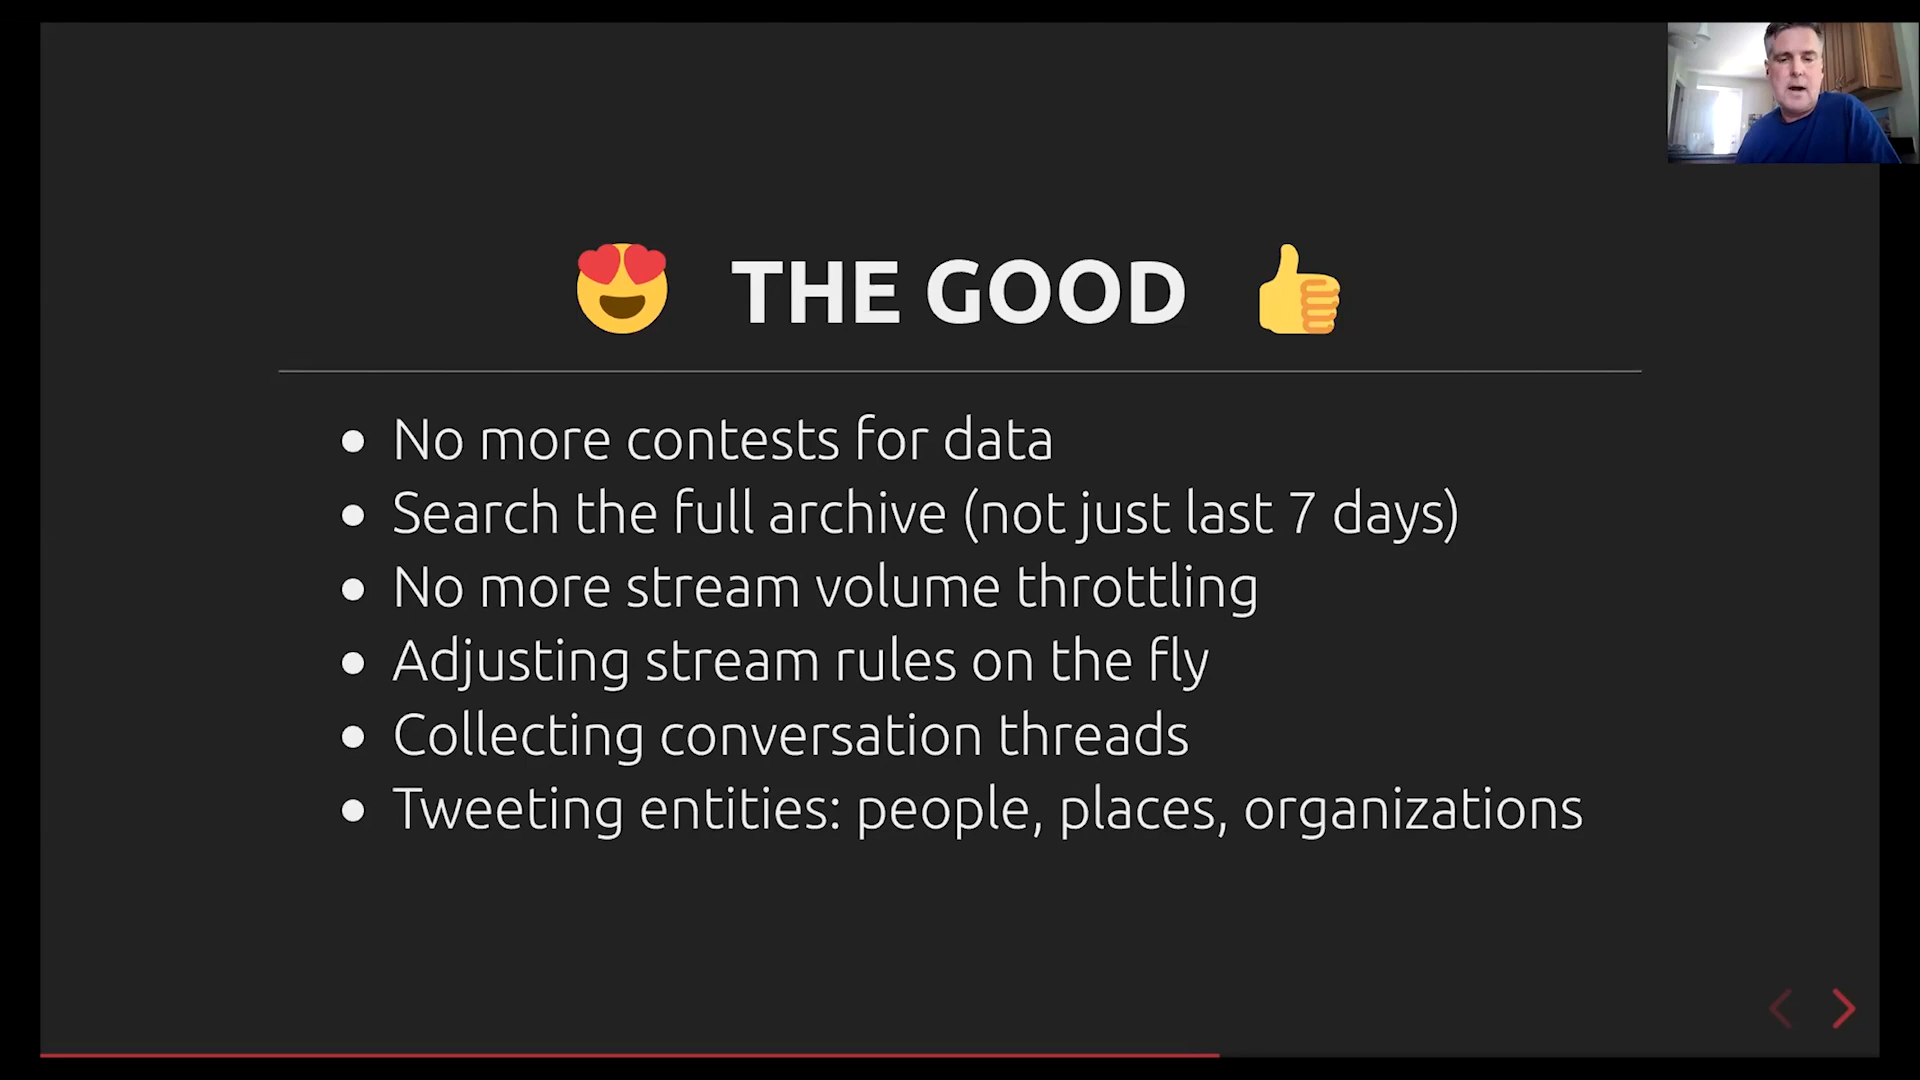 THE GOOD
No more contests for data
Search the full archive (not just last 7 days)
No more stream volume throttling
Adjusting stream rules on the fly
Collecting conversation threads
Tweeting entities: people, places, organizations